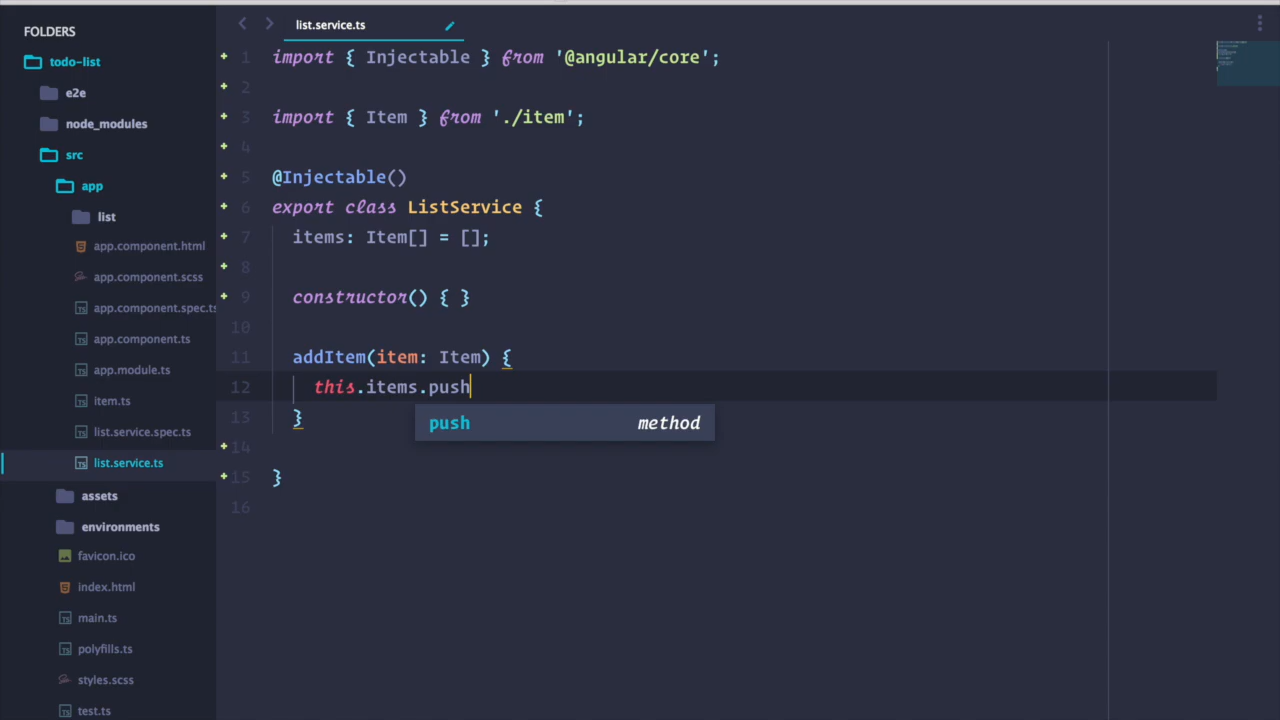 FOLDERS
todo-list
e2e
node_modules
src
app
list
app.component.html
app.component.scss
app.component.spec.ts
app.component.ts
app.module.ts
item.ts
list.service.spec.ts
list.service.ts
assets
environments
favicon.ico
index.html
main.ts
polyfills.ts
styles.scss
test.ts
list.service.ts
1 import { Injectable } from '@angular/core';
2
3 import { Item } from './item';
4
5 @Injectable()
6 export class ListService {
7 items: Item[] = [];
8
9 constructor() { }
10
11 addItem(item: Item) {
12 this.items.push
13 }
push method
14
15 }
16